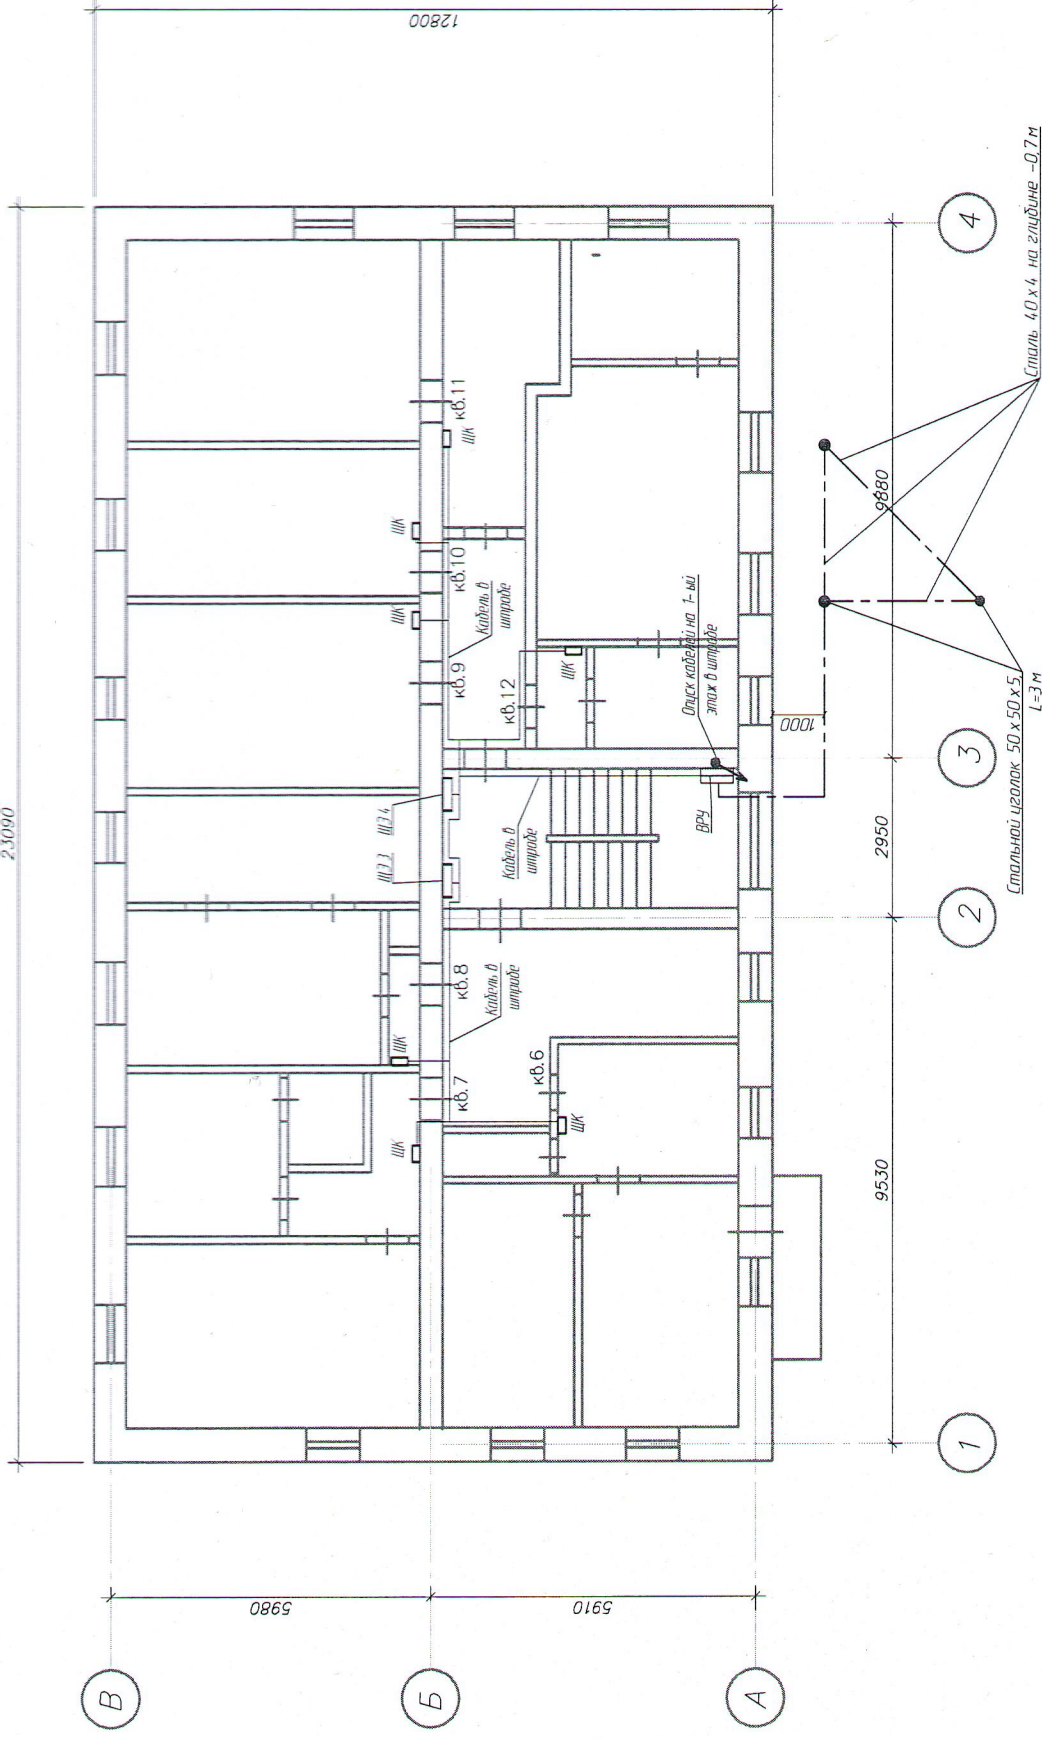 23090
12800
В
5980
Б
5910
А
ЩК
ЩК
кв.7
кв.8
Кабель в
штробе
кв.6
ЩК
ЩЭ 3
ЩЭ 4
Кабель в
штробе
ВРУ
ЩК
ЩК
кв.9
кв.10
Кабель в
штробе
кв.12
ЩК
кв.11
ЩК
Опуск кабелей на 1-ый
этаж в штробе
1000
9530
2950
9880
1
2
3
4
Стальной уголок 50х50х5,
L=3м
Сталь 40х4 на глубине -0,7м